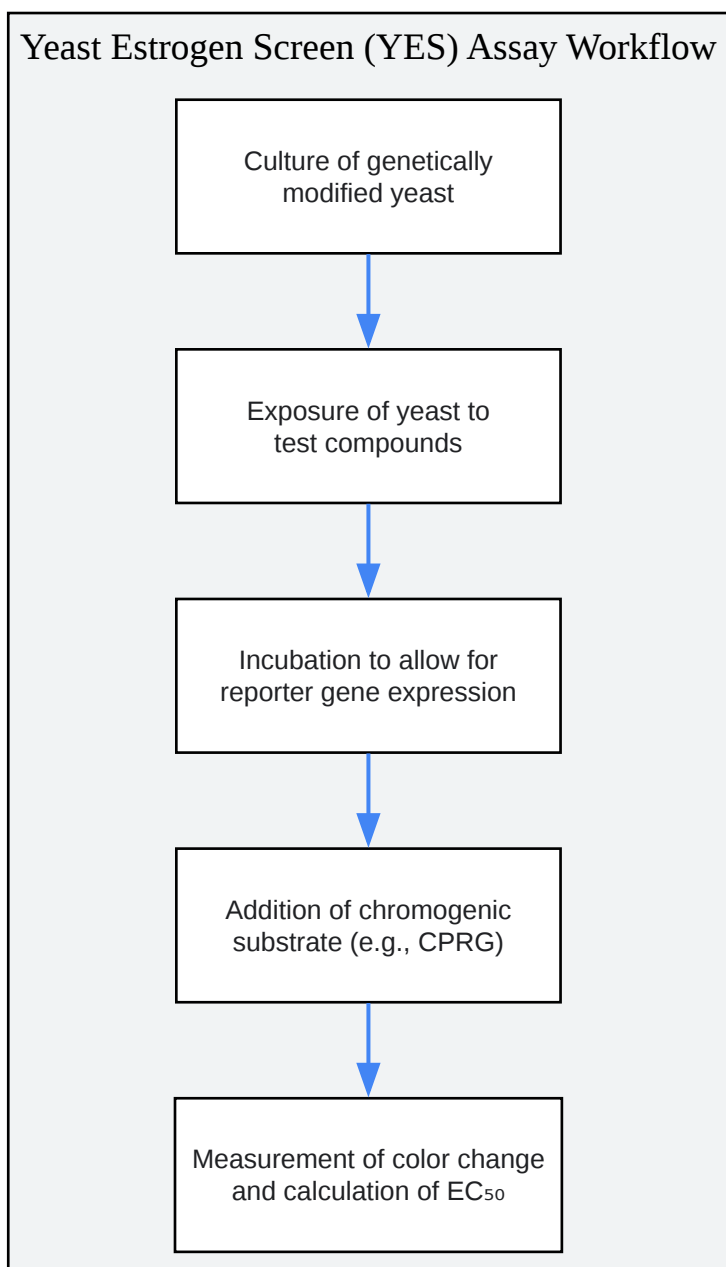 Yeast Estrogen Screen (YES) Assay Workflow
Culture of genetically
modified yeast
Exposure of yeast to
test compounds
Incubation to allow for
reporter gene expression
Addition of chromogenic
substrate (e.g., CPRG)
Measurement of color change
and calculation of EC₅₀